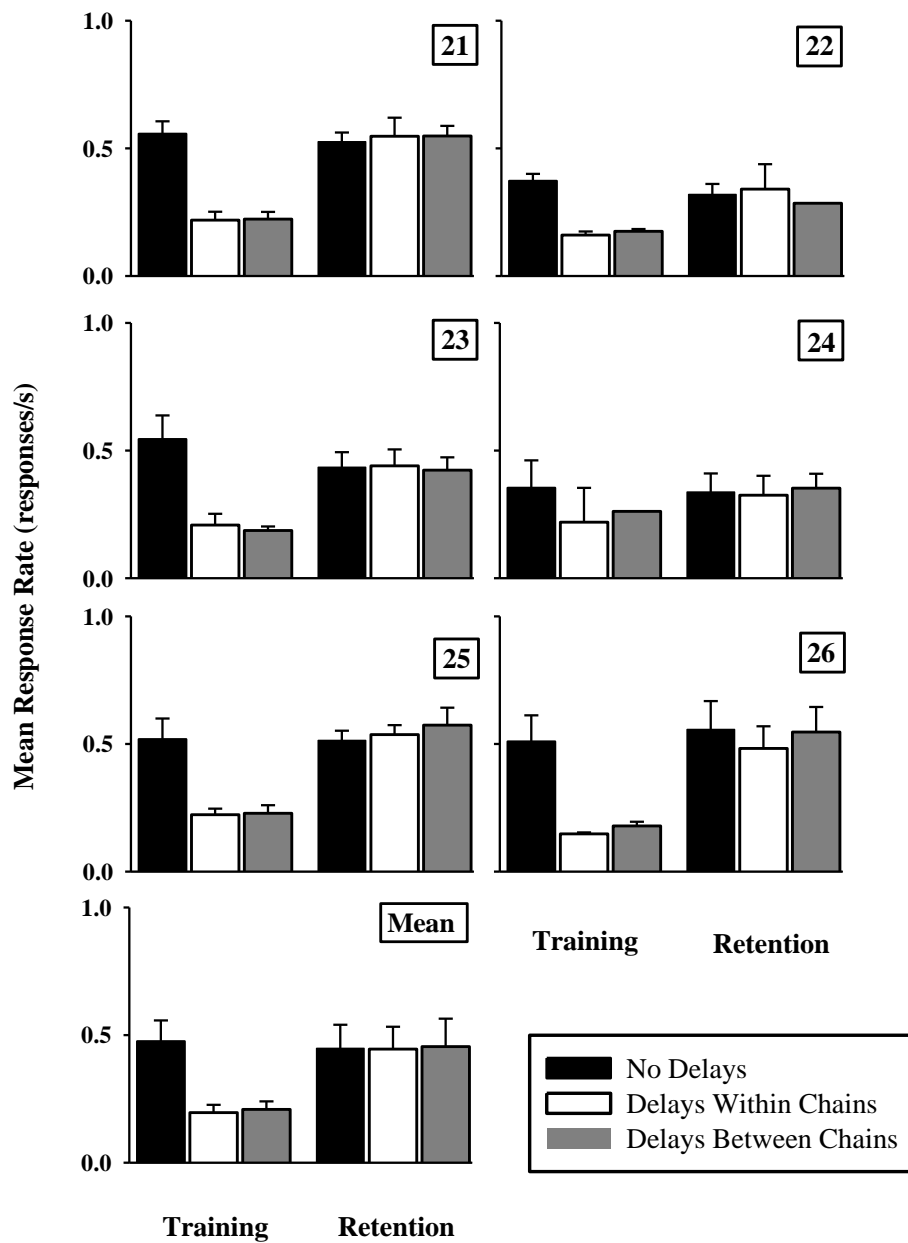 1.0
21
22
0.5
0.0
1.0
23
24
0.5
0.0
1.0
25
26
0.5
0.0
Mean Response Rate (responses/s)
1.0
Mean
Training Retention
0.5
0.0
No Delays
Delays Within Chains
Delays Between Chains
Training Retention